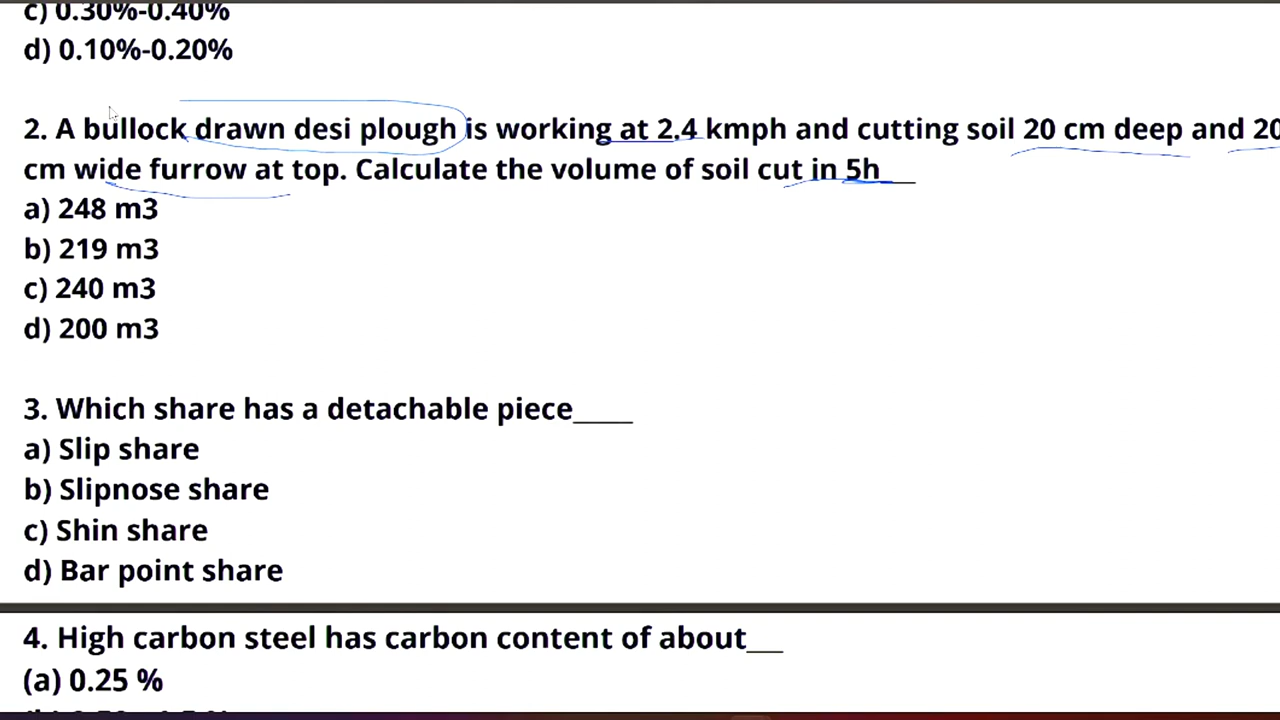 c) 0.30%-0.40%
d) 0.10%-0.20%
2. A bullock drawn desi plough is working at 2.4 kmph and cutting soil 20 cm deep and 20
cm wide furrow at top. Calculate the volume of soil cut in 5h__
a) 248 m3
b) 219 m3
c) 240 m3
d) 200 m3
3. Which share has a detachable piece____
a) Slip share
b) Slipnose share
c) Shin share
d) Bar point share
4. High carbon steel has carbon content of about___
(a) 0.25 %